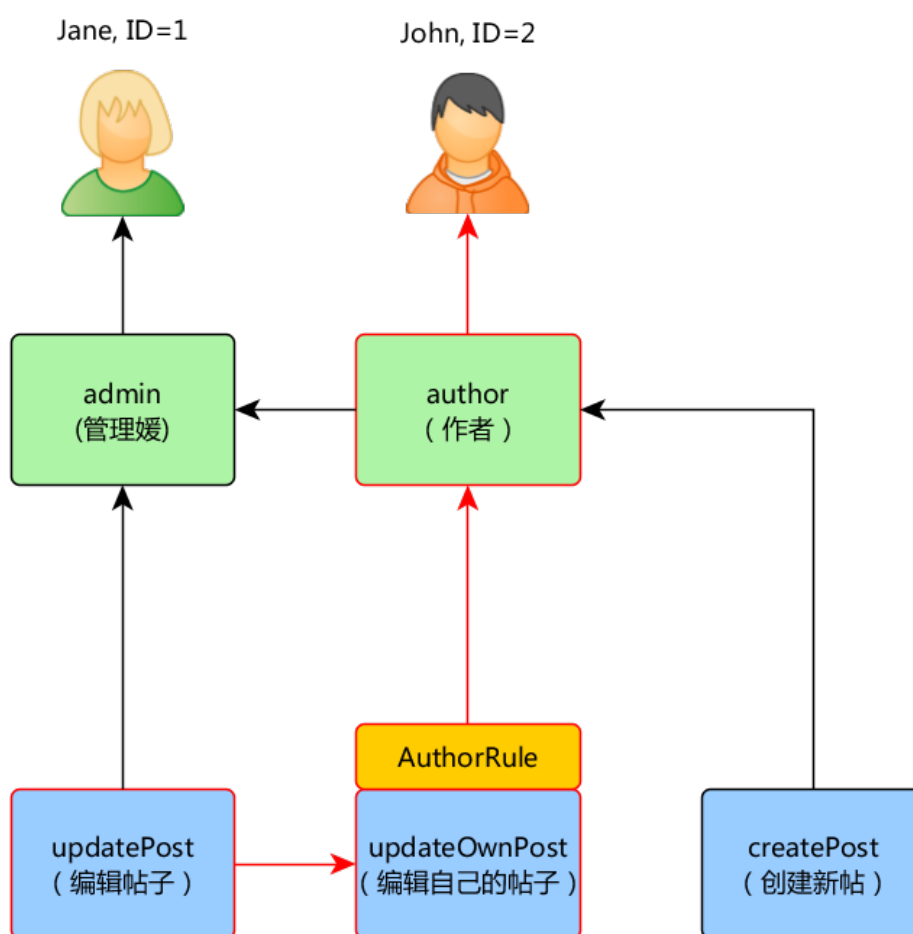 Jane, ID=1
John, ID=2
admin
(管理媛)
author
（作者）
AuthorRule
updatePost
（编辑帖子）
updateOwnPost
（编辑自己的帖子）
createPost
（创建新帖）